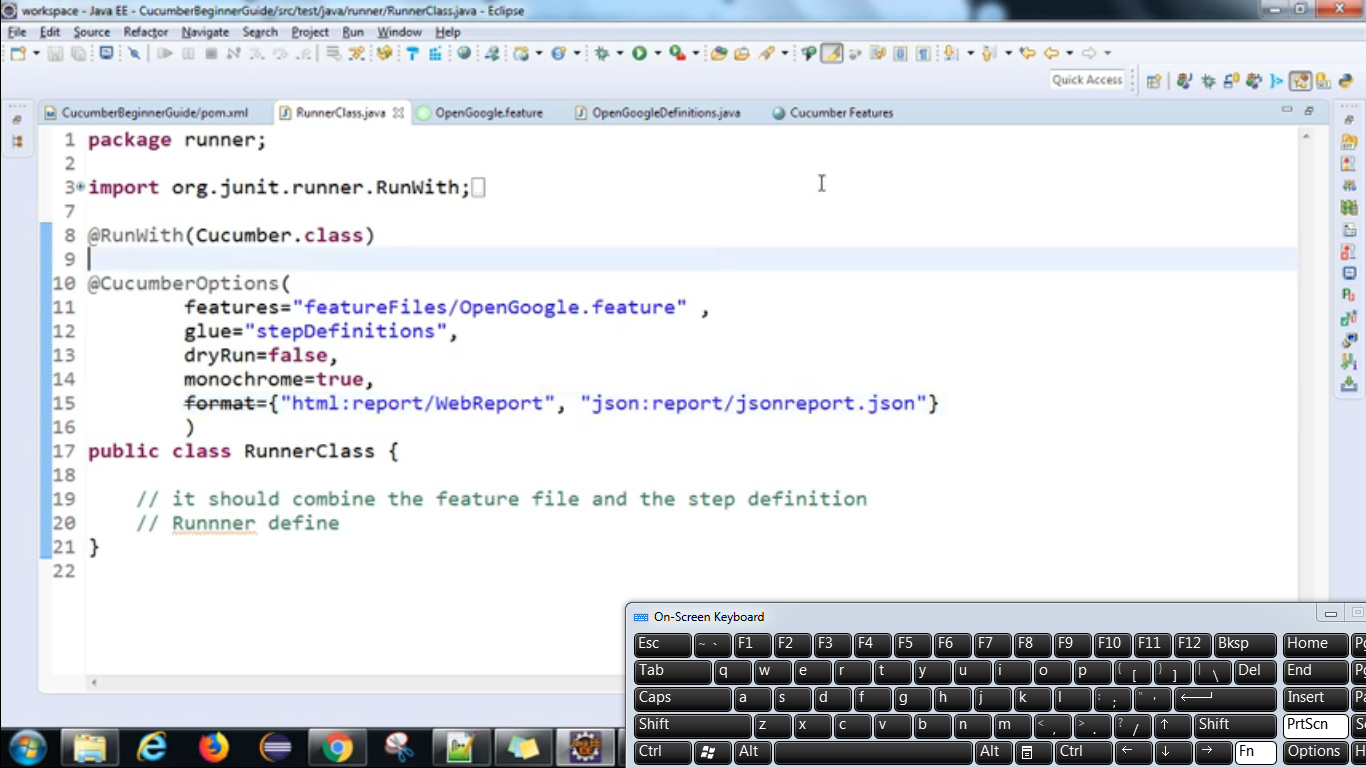 workspace - Java EE - CucumberBeginnerGuide/src/test/java/runner/RunnerClass.java - Eclipse
File Edit Source Refactor Navigate Search Project Run Window Help
Quick Access
CucumberBeginnerGuide/pom.xml RunnerClass.java OpenGoogle.feature OpenGoogleDefinitions.java Cucumber Features
1 package runner;
2
3 import org.junit.runner.RunWith;
7
8 @RunWith(Cucumber.class)
9
10 @CucumberOptions(
11 features="featureFiles/OpenGoogle.feature" ,
12 glue="stepDefinitions",
13 dryRun=false,
14 monochrome=true,
15 format={"html:report/WebReport", "json:report/jsonreport.json"}
16 )
17 public class RunnerClass {
18
19 // it should combine the feature file and the step definition
20 // Runnner define
21 }
22
On-Screen Keyboard
Esc ~ ` F1 F2 F3 F4 F5 F6 F7 F8 F9 F10 F11 F12 Bksp Home
Tab q w e r t y u i o p { [ } ] | \ Del End
Caps a s d f g h j k l : ; " ' Insert
Shift z x c v b n m < , > . ? / ↑ Shift PrtScn
Ctrl Alt Alt Ctrl ← ↓ → Fn Options